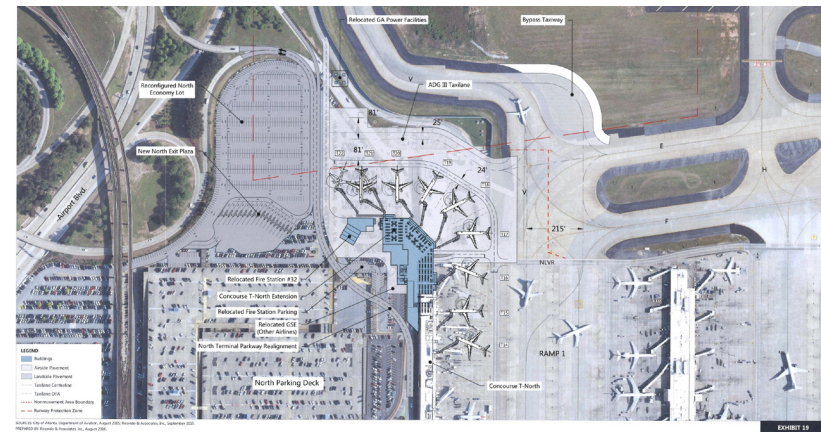 Relocated GA Power Facilities
Bypass Taxiway
V
ADG III Taxilane
Reconfigured North
Economy Lot
81'
25'
81'
E
New North Exit Plaza
24'
H
V
Airport Blvd.
F
215'
NLVR
Relocated Fire Station #32
Concourse T-North Extension
Relocated Fire Station Parking
Relocated GSE
(Other Airlines)
North Terminal Parkway Realignment
RAMP 1
LEGEND
Buildings
Airside Pavement
Landside Pavement
Taxilane Centerline
Taxilane OFA
Nonmovement Area Boundary
Runway Protection Zone
North Parking Deck
Concourse T-North
EXHIBIT 19